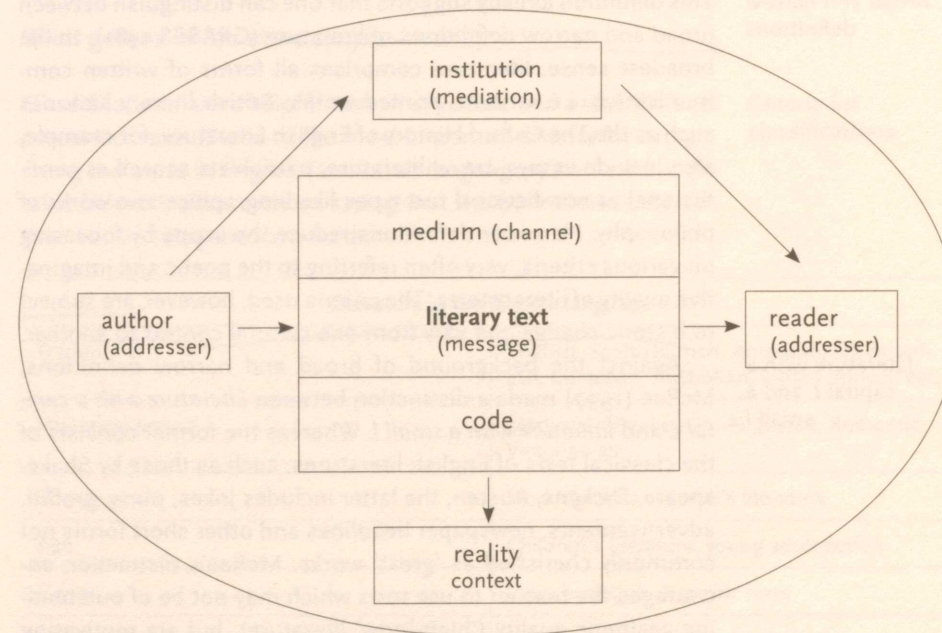 institution
(mediation)
medium (channel)
author
(addresser)
literary text
(message)
reader
(addresser)
code
reality
context